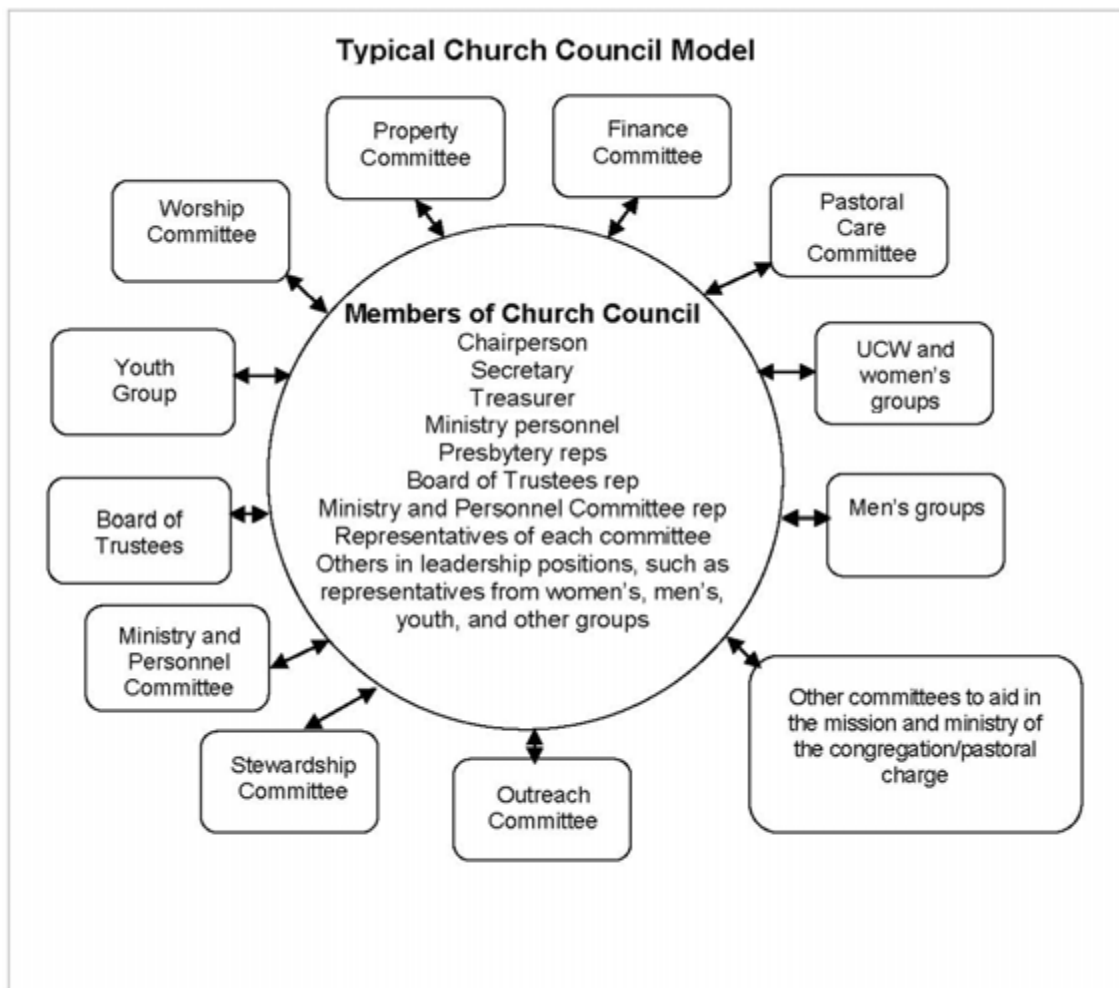 Typical Church Council Model
Property
Committee
Finance
Committee
Worship
Committee
Pastoral
Care
Committee
Members of Church Council
Chairperson
Secretary
Treasurer
Ministry personnel
Presbytery reps
Board of Trustees rep
Ministry and Personnel Committee rep
Representatives of each committee
Others in leadership positions, such as
representatives from women's, men's,
youth, and other groups
Youth
Group
UCW and
women's
groups
Board of
Trustees
Men's groups
Ministry and
Personnel
Committee
Stewardship
Committee
Outreach
Committee
Other committees to aid in
the mission and ministry of
the congregation/pastoral
charge